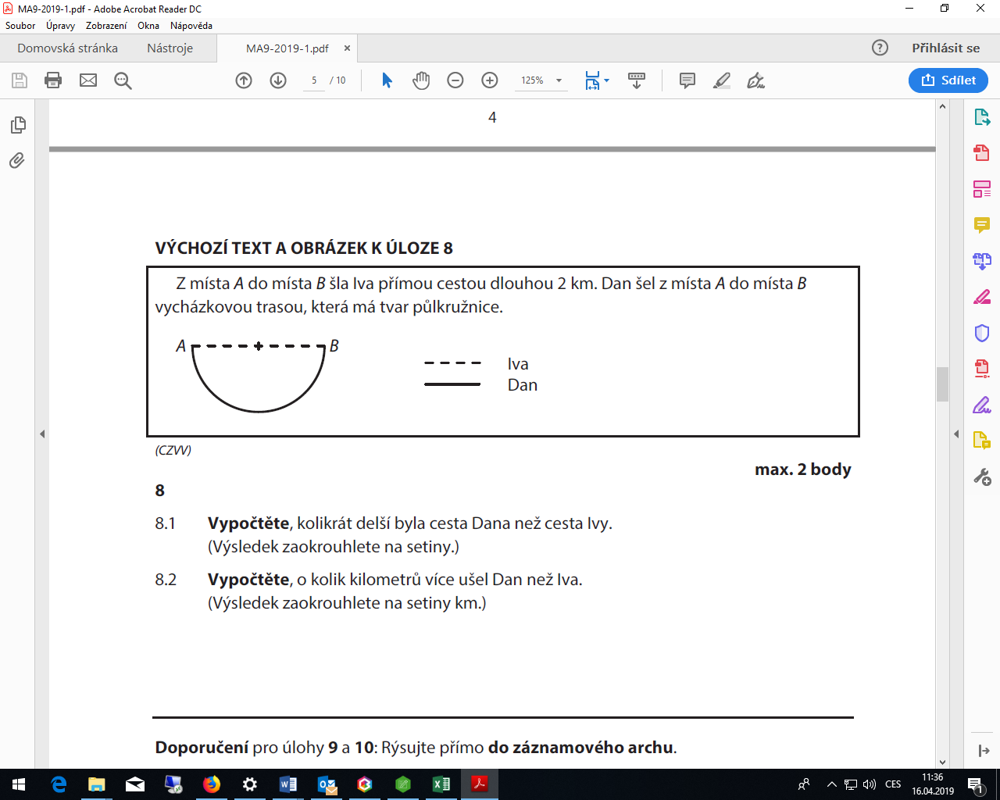 MA9-2019-1.pdf - Adobe Acrobat Reader DC
Soubor Úpravy Zobrazení Okna Nápověda
Domovská stránka Nástroje MA9-2019-1.pdf × ? Přihlásit se
5 / 10 125% Sdílet
4
VÝCHOZÍ TEXT A OBRÁZEK K ÚLOZE 8
Z místa A do místa B šla Iva přímou cestou dlouhou 2 km. Dan šel z místa A do místa B
vycházkovou trasou, která má tvar půlkružnice.
A B
Iva
Dan
(CZVV)
max. 2 body
8
8.1 Vypočtěte, kolikrát delší byla cesta Dana než cesta Ivy.
(Výsledek zaokrouhlete na setiny.)
8.2 Vypočtěte, o kolik kilometrů více ušel Dan než Iva.
(Výsledek zaokrouhlete na setiny km.)
Doporučení pro úlohy 9 a 10: Rýsujte přímo do záznamového archu.
CES 11:36
16.04.2019 1